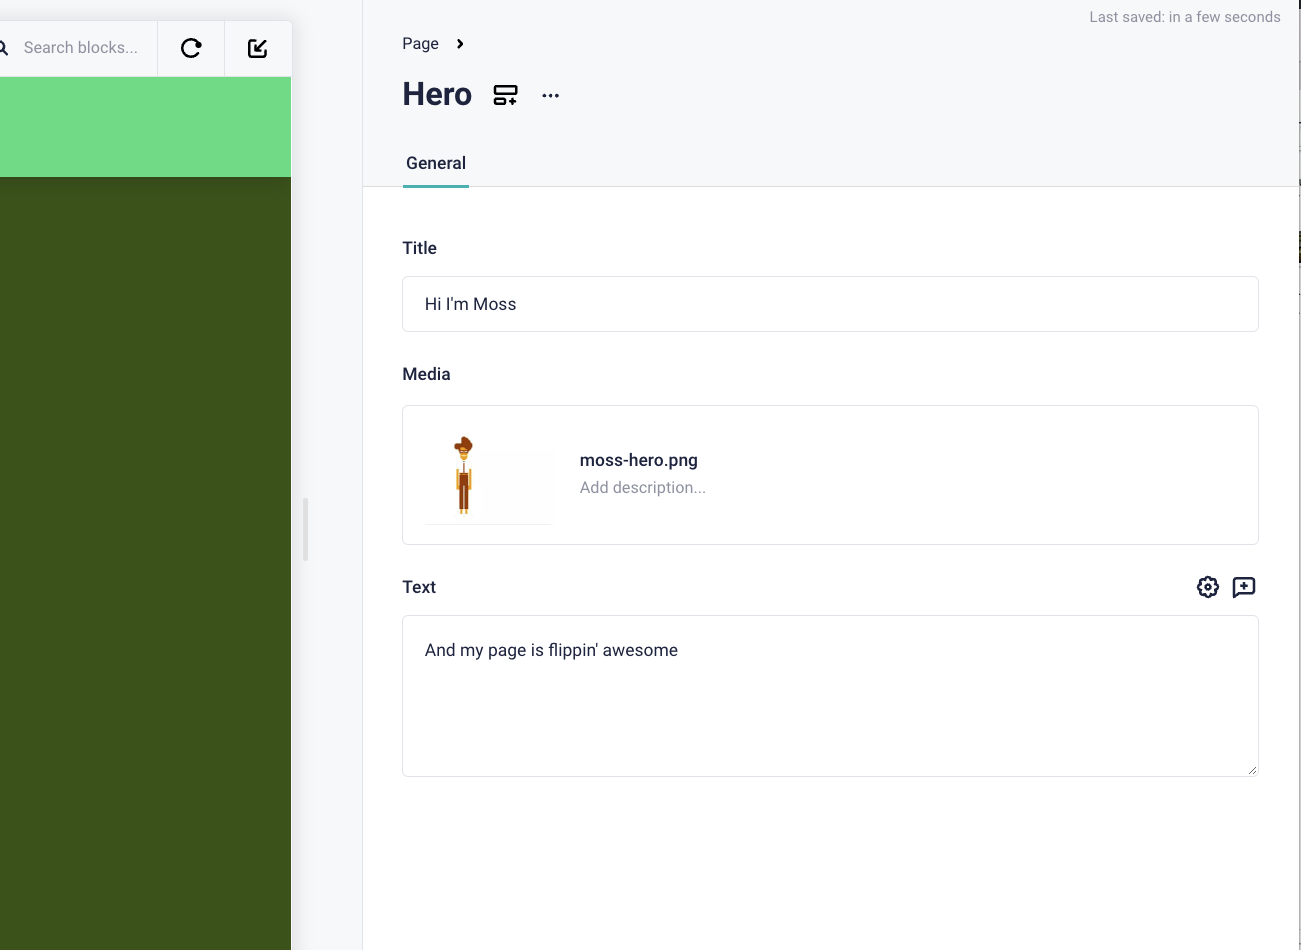 Search blocks...
Last saved: in a few seconds
Page
Hero
General
Title
Hi I'm Moss
Media
moss-hero.png
Add description...
Text
And my page is flippin' awesome